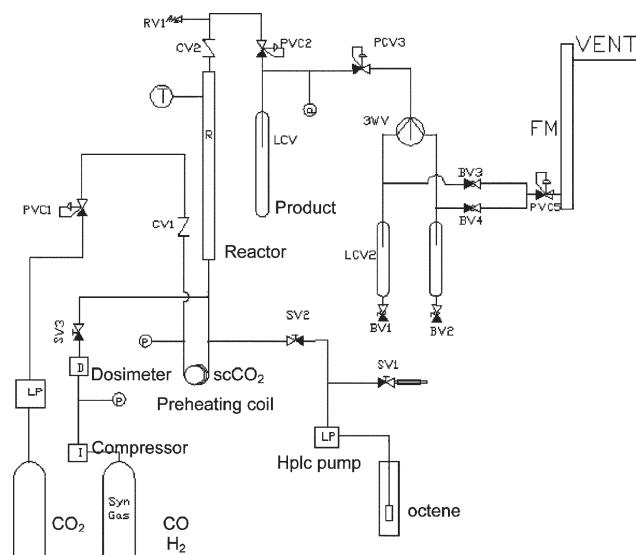 RV1
CV2
PVC2
PCV3
VENT
T
P
3WV
FM
R
LCV
Product
BV3
PVC1
CV1
BV4
PVC5
Reactor
LCV2
SV3
SV2
BV1
BV2
P
D
Dosimeter
scCO2
SV1
LP
P
Preheating coil
I
Compressor
LP
Hplc pump
Syn
Gas
octene
CO2
CO
H2